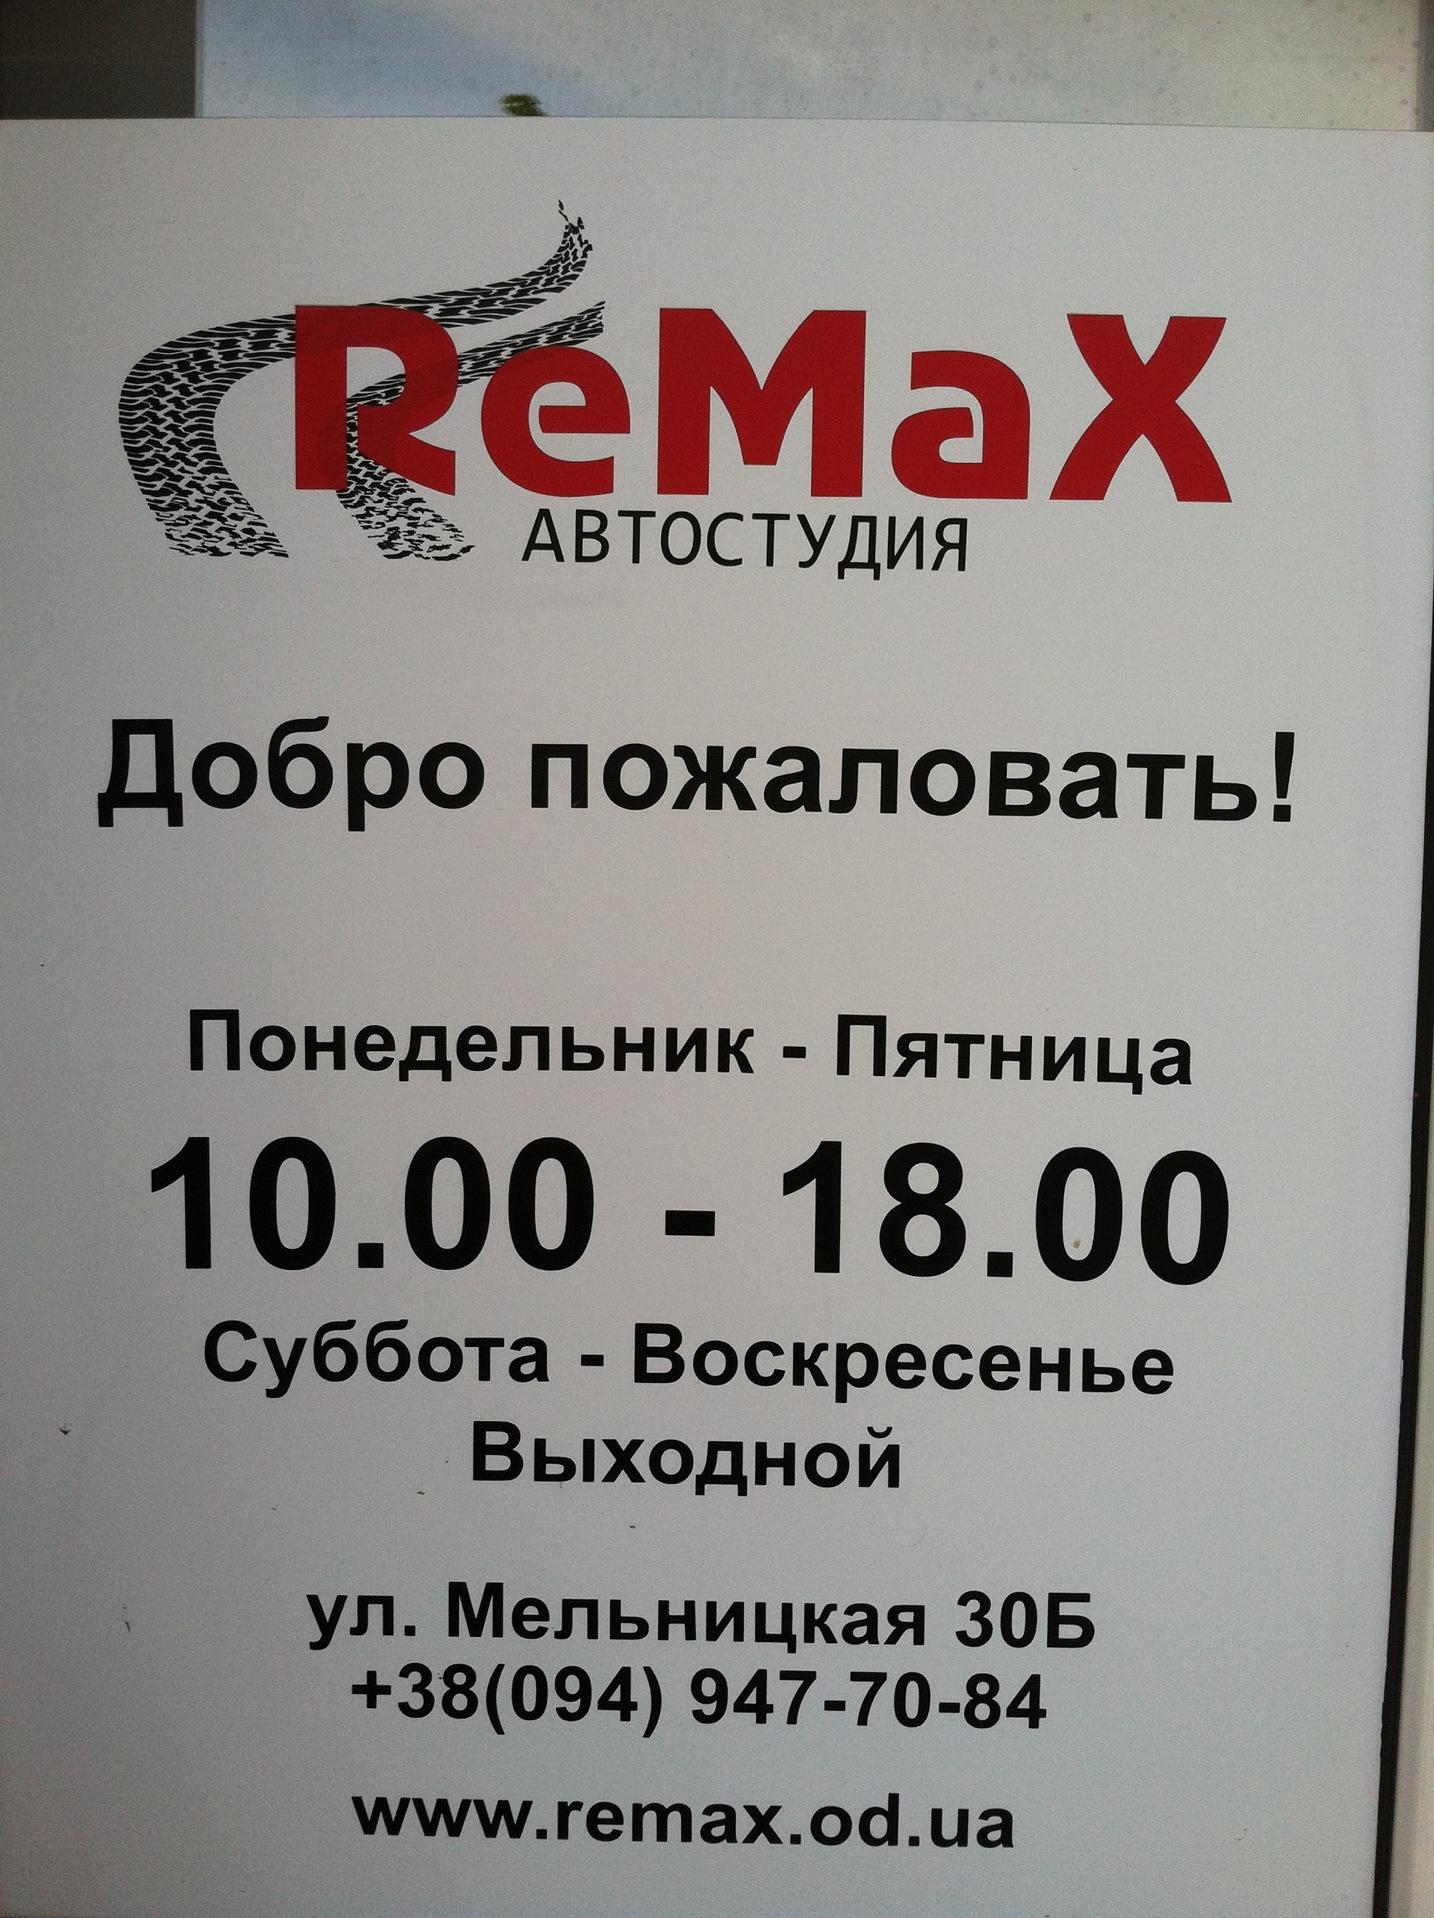 ReMaX
АВТОСТУДИЯ
Добро пожаловать!
Понедельник - Пятница
10.00 - 18.00
Суббота - Воскресенье
Выходной
ул. Мельницкая 30Б
+38(094) 947-70-84
www.remax.od.ua